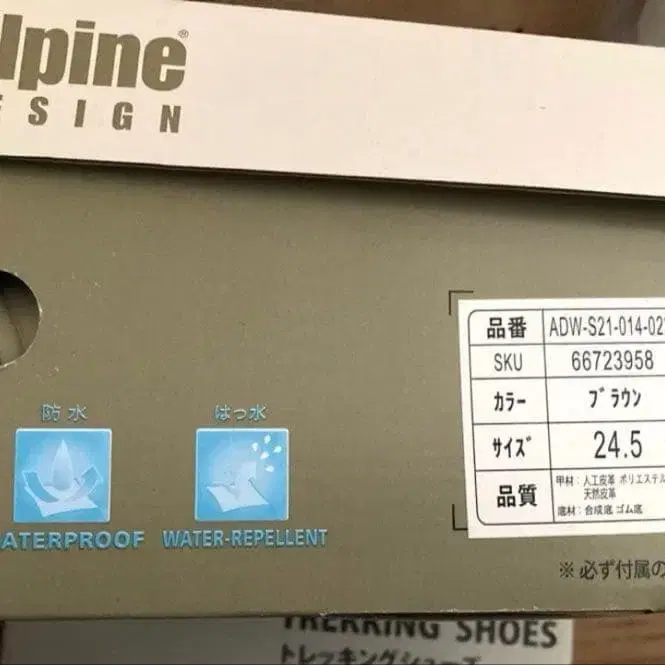 lpine®
ESIGN
防水
はっ水
ATERPROOF
WATER-REPELLENT
品番 ADW-S21-014-02
SKU 66723958
カラー ブラウン
サイズ 24.5
品質 甲材:人工皮革 ポリエステル
天然皮革
底材:合成底 ゴム底
※必ず付属の
TREKKING SHOES
トレッキングシューズ